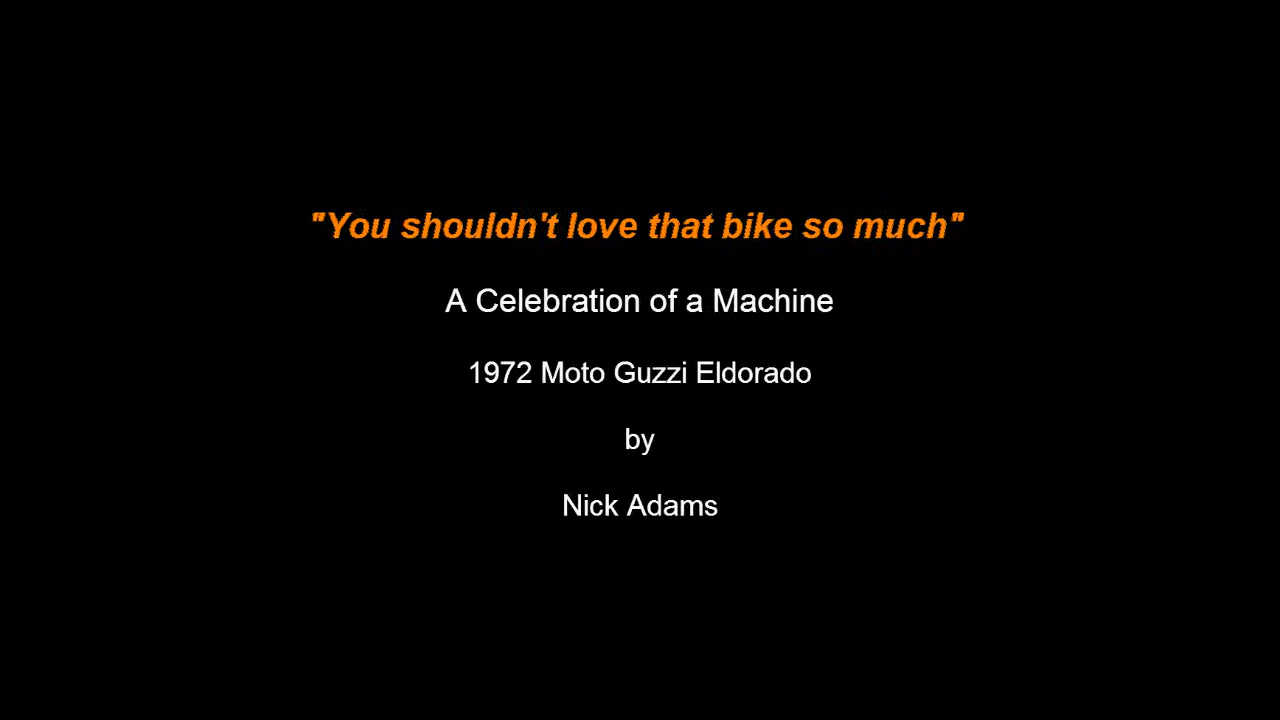 "You shouldn't love that bike so much"
A Celebration of a Machine
1972 Moto Guzzi Eldorado
by
Nick Adams